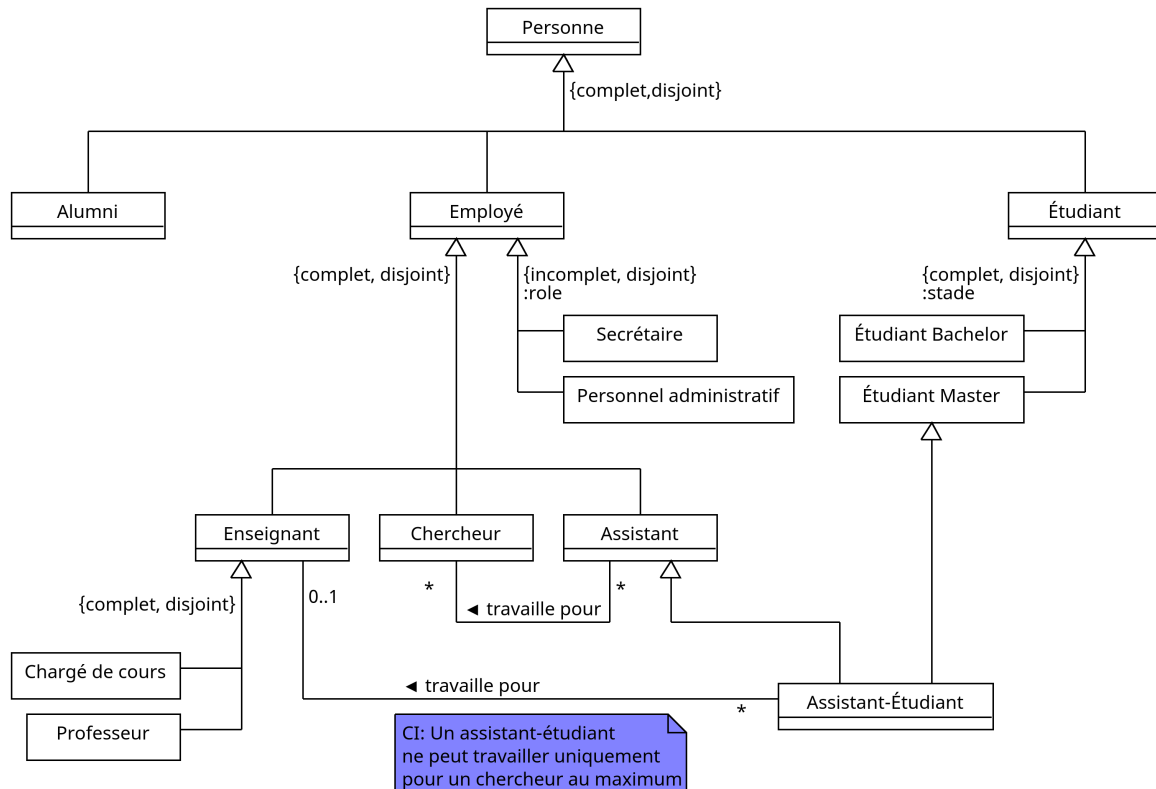 Personne
{complet,disjoint}
Alumni
Employé
Étudiant
{complet, disjoint}
{incomplet, disjoint}
:role
{complet, disjoint}
:stade
Secrétaire
Étudiant Bachelor
Personnel administratif
Étudiant Master
Enseignant
Chercheur
Assistant
{complet, disjoint}
0..1
*
*
◄ travaille pour
Chargé de cours
Professeur
◄ travaille pour
*
Assistant-Étudiant
CI: Un assistant-étudiant
ne peut travailler uniquement
pour un chercheur au maximum